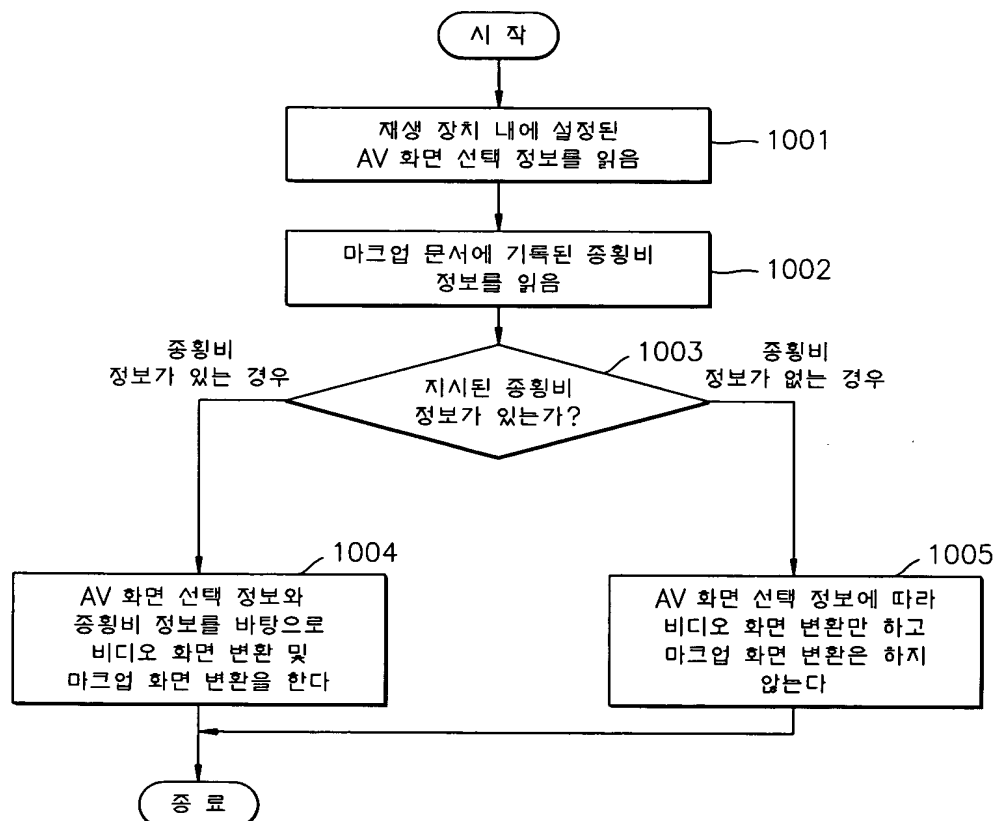 시 작
재생 장치 내에 설정된
AV 화면 선택 정보를 읽음
1001
마크업 문서에 기록된 종횡비
정보를 읽음
1002
종횡비
정보가 있는 경우
1003
종횡비
정보가 없는 경우
지시된 종횡비
정보가 있는가?
1004
AV 화면 선택 정보와
종횡비 정보를 바탕으로
비디오 화면 변환 및
마크업 화면 변환을 한다
1005
AV 화면 선택 정보에 따라
비디오 화면 변환만 하고
마크업 화면 변환은 하지
않는다
종 료